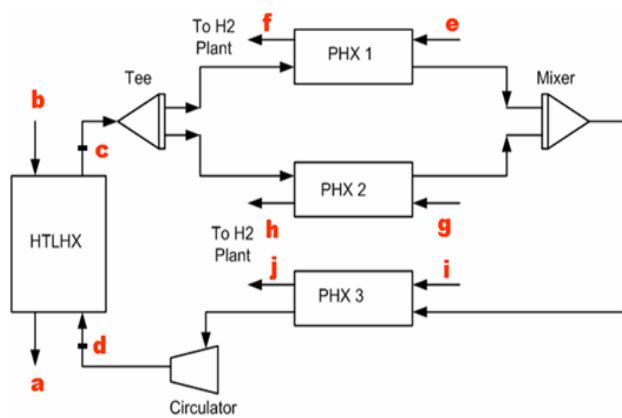 To H2
Plant
f
e
PHX 1
Tee
Mixer
b
c
PHX 2
HTLHX
h
g
To H2
Plant
j
i
PHX 3
d
a
Circulator